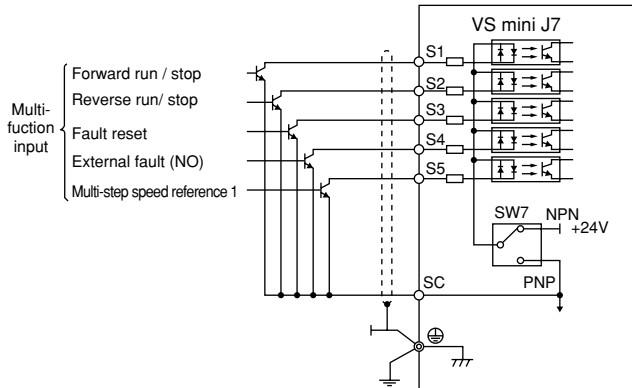 VS mini J7
S1
Forward run / stop
S2
Reverse run/ stop
S3
Multi-
fuction
input
Fault reset
S4
External fault (NO)
S5
Multi-step speed reference 1
SW7
NPN
+24V
SC
PNP